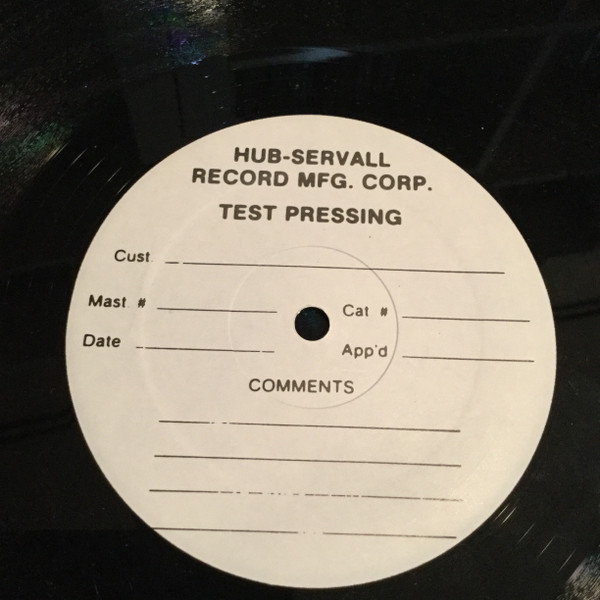 HUB-SERVALL
RECORD MFG. CORP.
TEST PRESSING
Cust.
Mast. # Cat #
Date App'd
COMMENTS